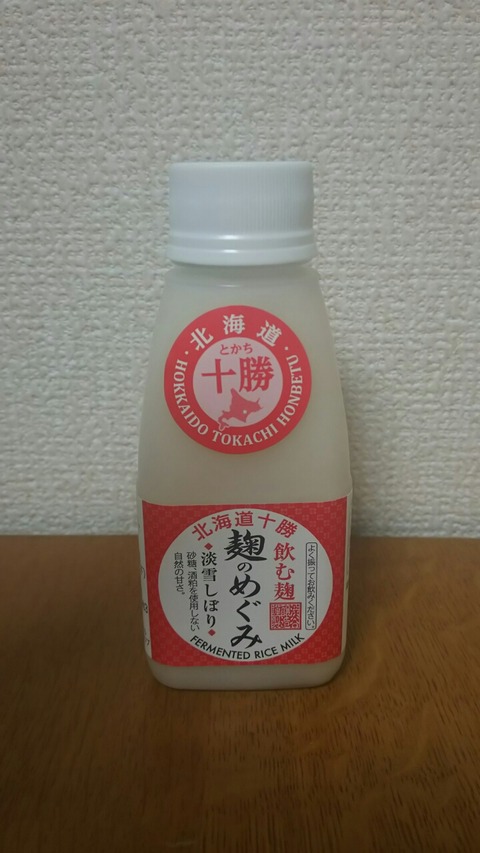 ・北海道・
とかち
十勝
HOKKAIDO TOKACHI HONBETU
北海道十勝
よく振ってお飲みください。
飲む麹
麹のめぐみ
◆淡雪しぼり◆
砂糖、酒粕を使用しない
自然の甘さ。
FERMENTED RICE MILK